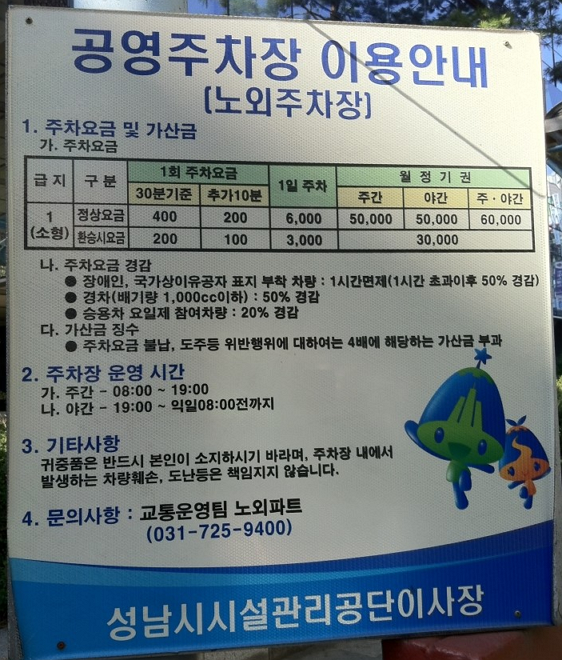 공영주차장 이용안내
(노외주차장)
1. 주차요금 및 가산금
가. 주차요금
급지 구분 1회 주차요금 1일 주차 월정기권
30분기준 추가10분 주간 야간 주·야간
1 (소형) 정상요금 400 200 6,000 50,000 50,000 60,000
환승시요금 200 100 3,000 30,000
나. 주차요금 경감
● 장애인, 국가상이유공자 표지 부착 차량 : 1시간면제(1시간 초과이후 50% 경감)
● 경차(배기량 1,000cc이하) : 50% 경감
● 승용차 요일제 참여차량 : 20% 경감
다. 가산금 징수
● 주차요금 불납, 도주등 위반행위에 대하여는 4배에 해당하는 가산금 부과
2. 주차장 운영 시간
가. 주간 - 08:00 ~ 19:00
나. 야간 - 19:00 ~ 익일08:00전까지
3. 기타사항
귀중품은 반드시 본인이 소지하시기 바라며, 주차장 내에서
발생하는 차량훼손, 도난등은 책임지지 않습니다.
4. 문의사항 : 교통운영팀 노외파트
(031-725-9400)
성남시시설관리공단이사장